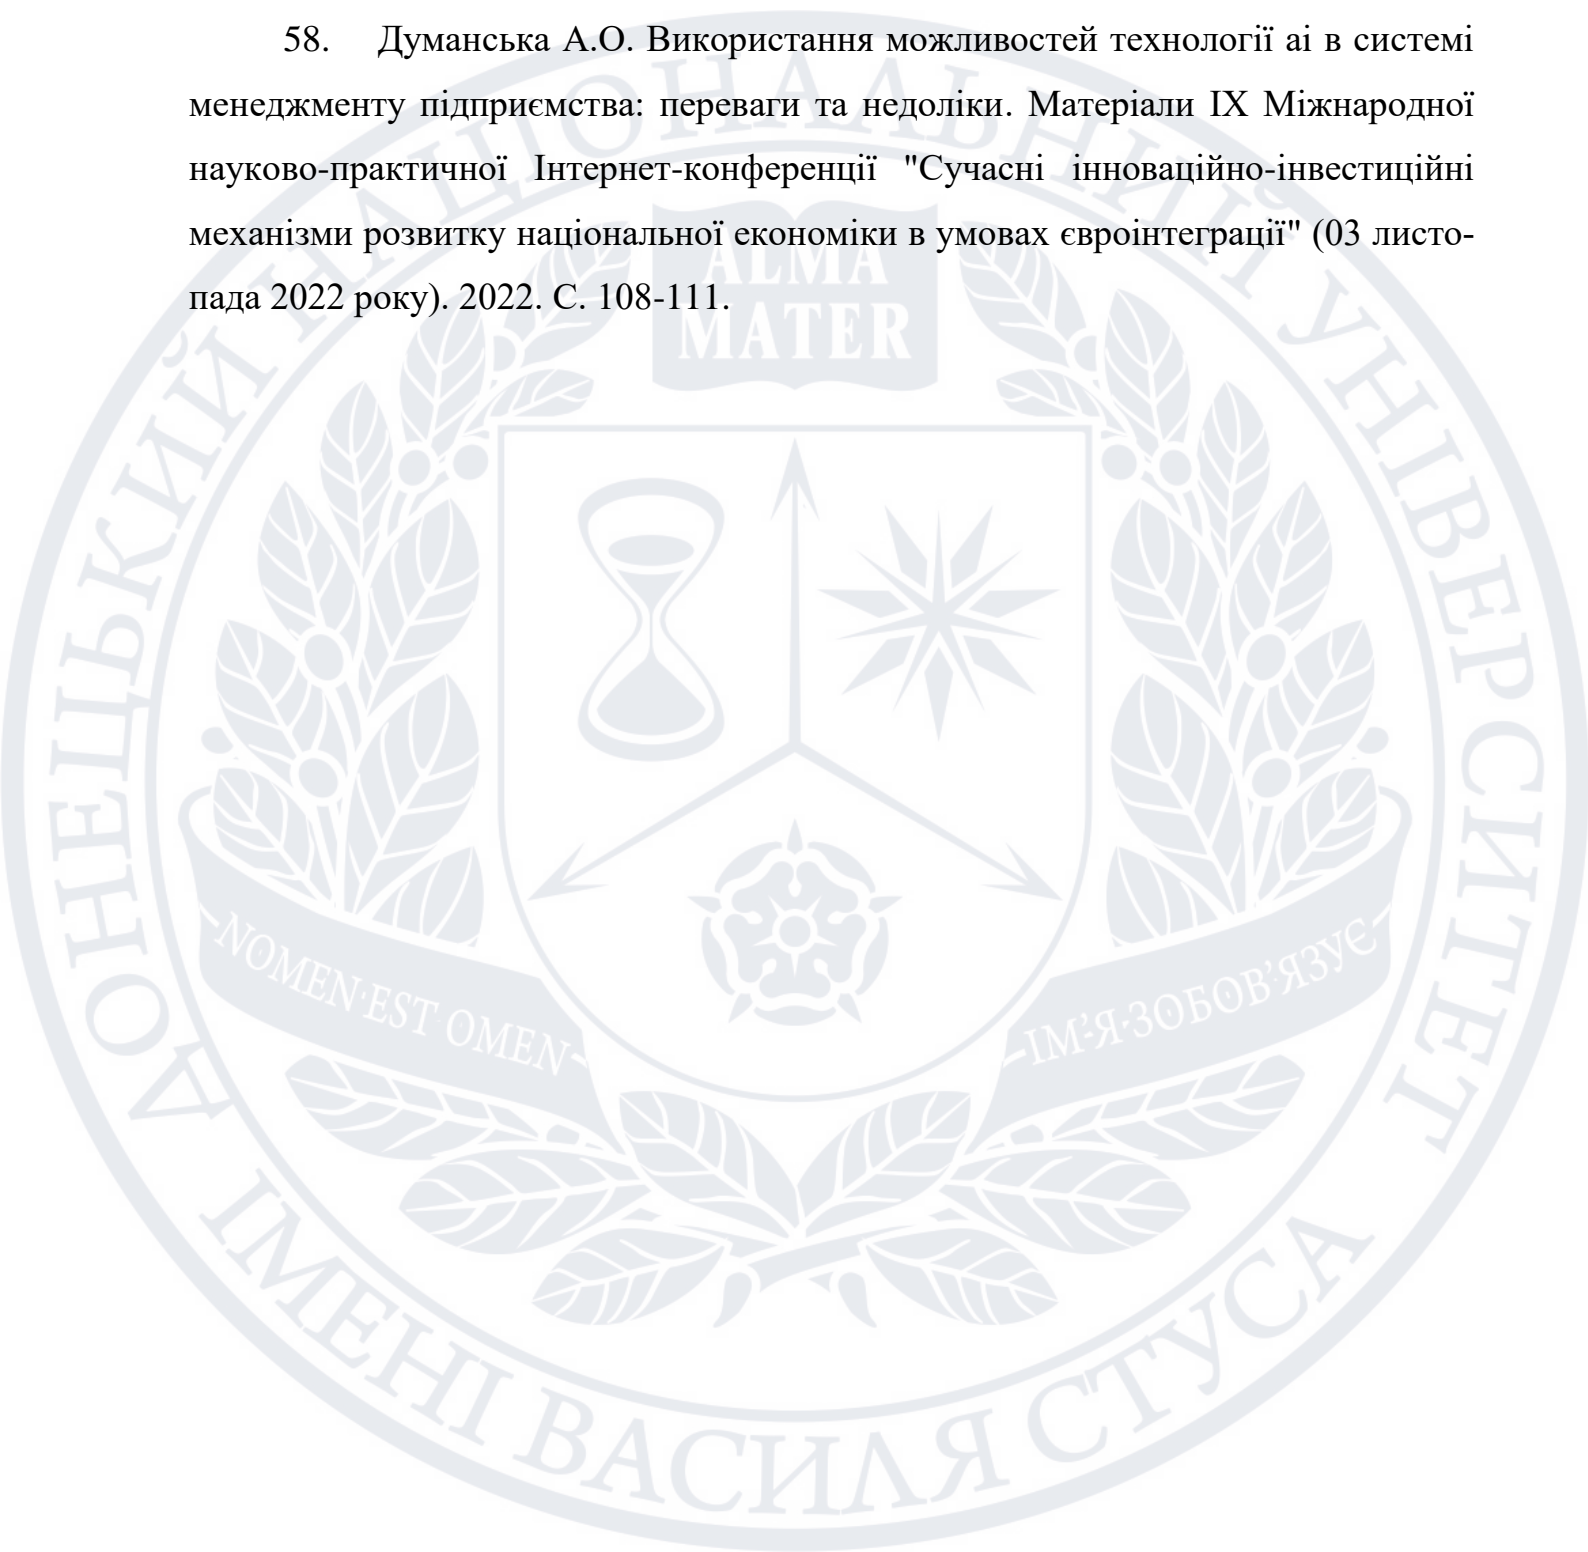 58. Думанська А.О. Використання можливостей технології аі в системі
менеджменту підприємства: переваги та недоліки. Матеріали IX Міжнародної
науково-практичної Інтернет-конференції "Сучасні інноваційно-інвестиційні
механізми розвитку національної економіки в умовах євроінтеграції" (03 листо-
пада 2022 року). 2022. С. 108-111.
ДОНЕЦЬКИЙ НАЦІОНААЬНИЙ УНІВЕРСИТЕТ
ALMA
MATER
NOMEN·EST·OMEN
ІМ'Я·ЗОБОВ'ЯЗУЄ
ІМЕНІ ВАСИЛЯ СТУСА